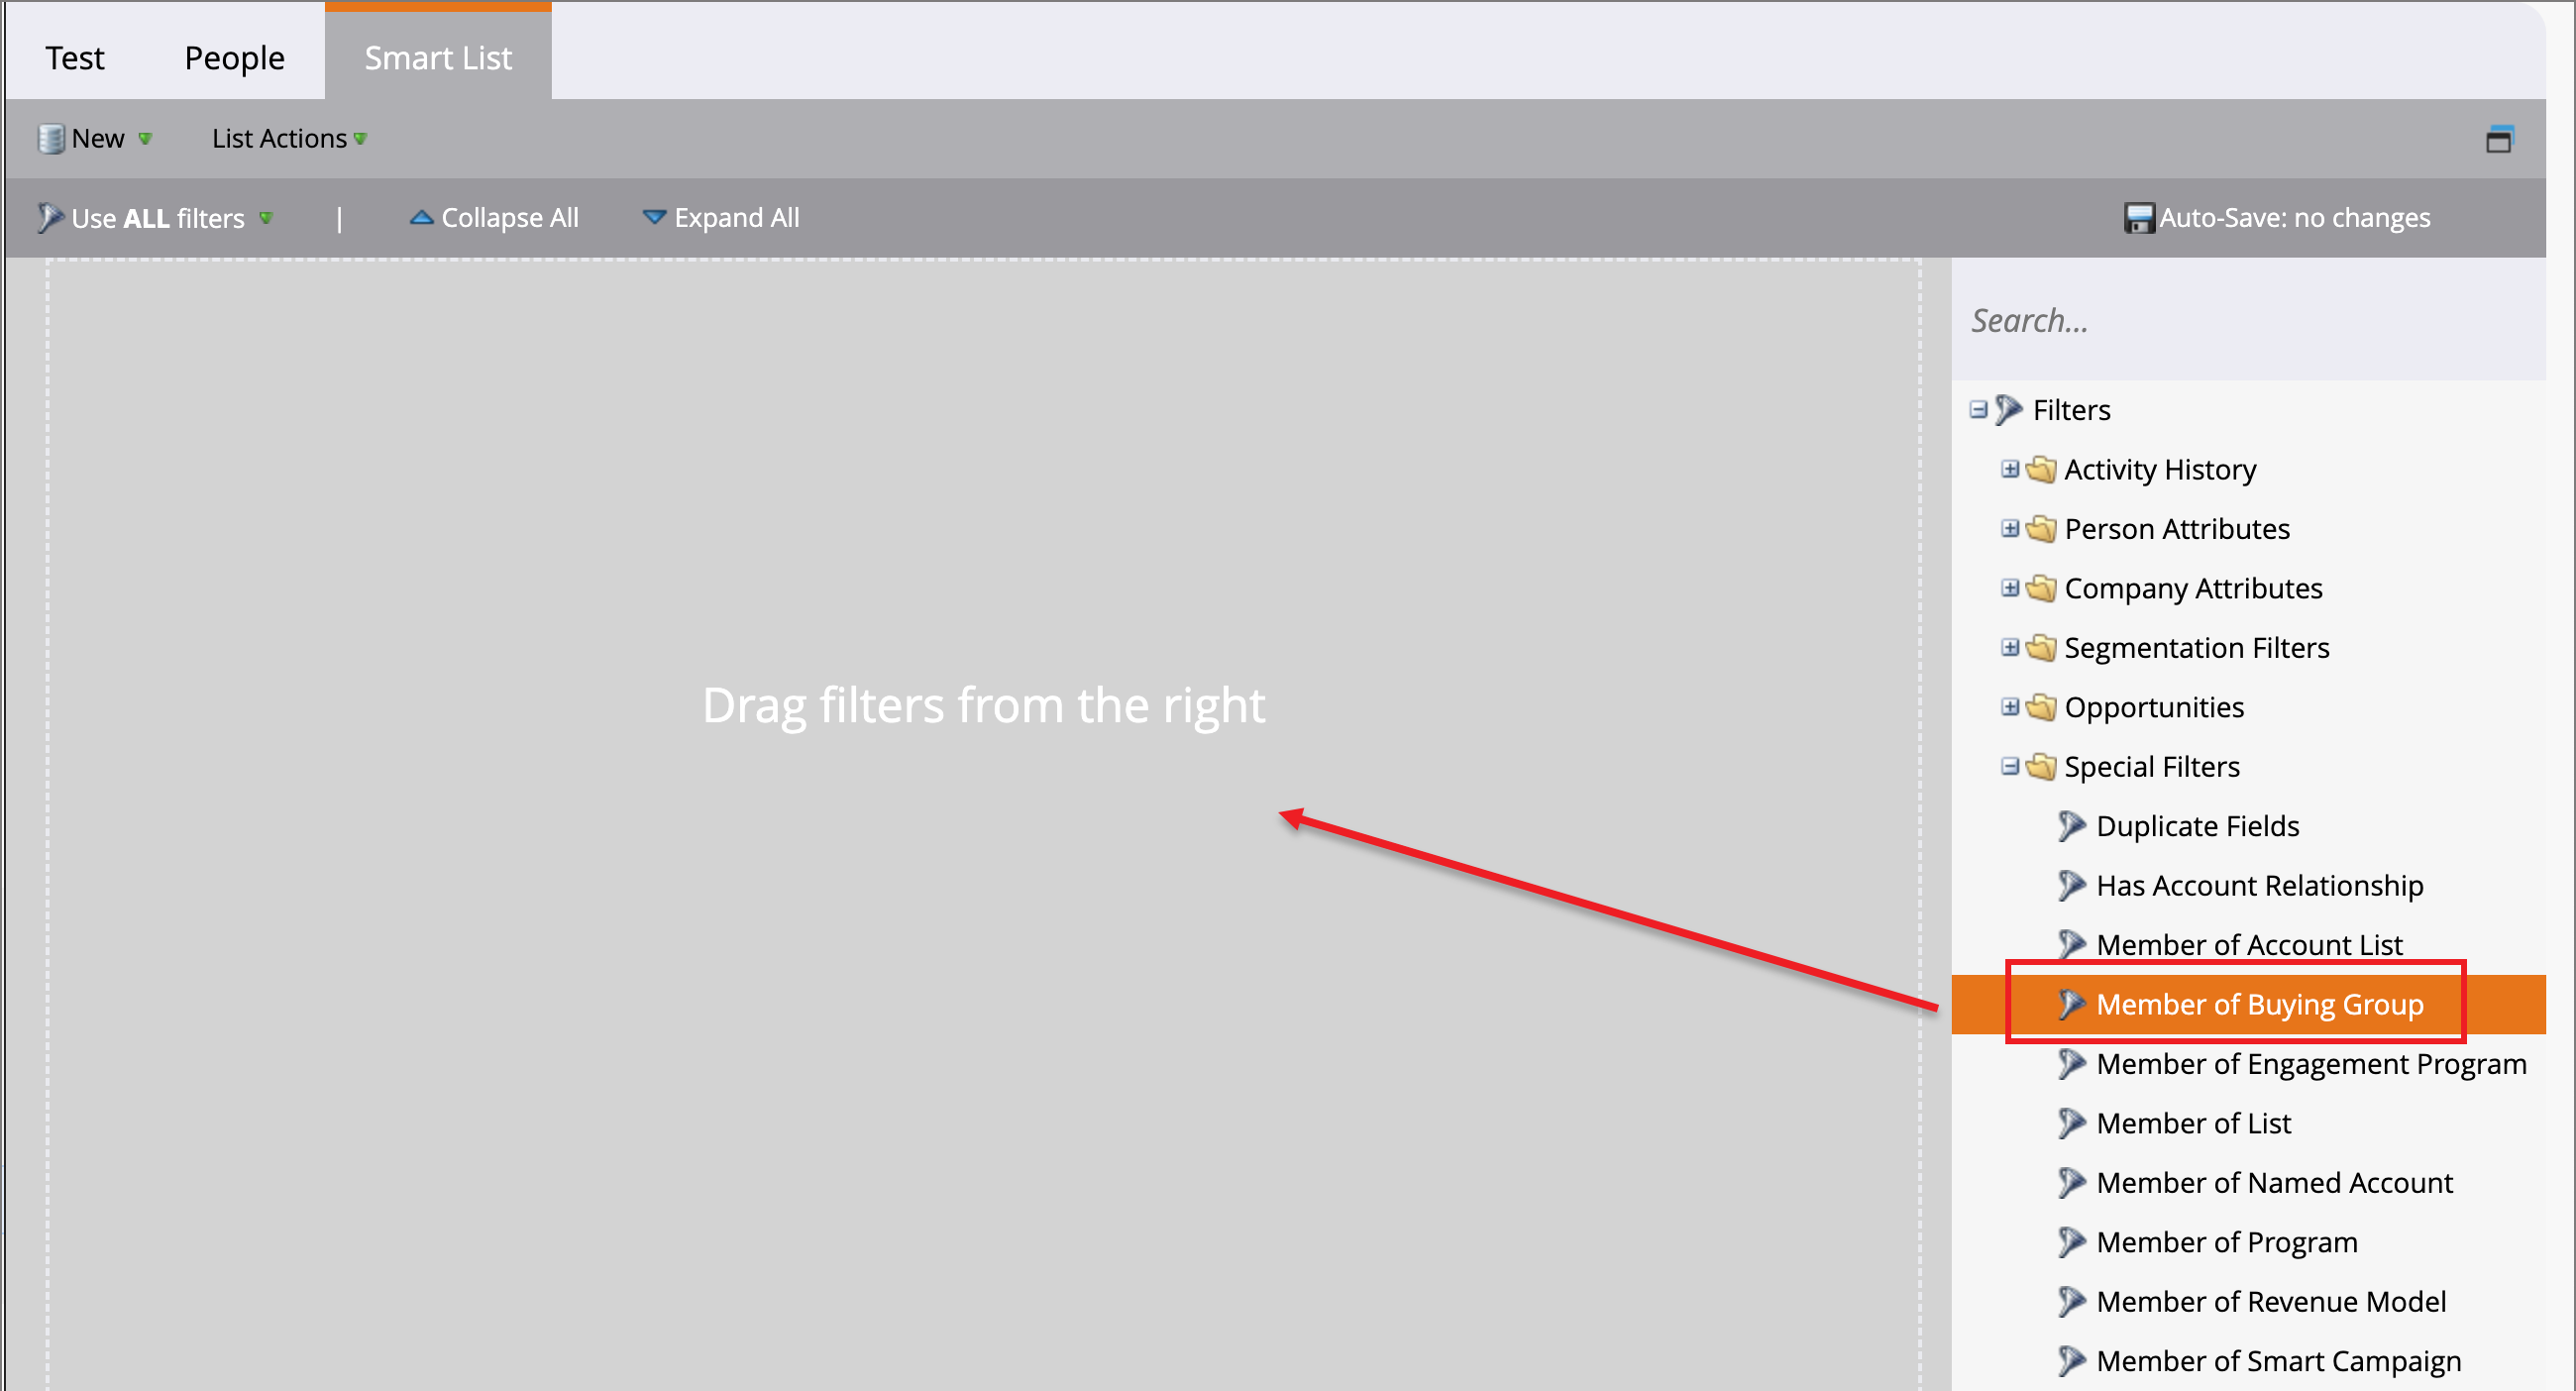 Test People Smart List
New List Actions
Use ALL filters | Collapse All Expand All Auto-Save: no changes
Search...
Filters
Activity History
Person Attributes
Company Attributes
Segmentation Filters
Opportunities
Special Filters
Duplicate Fields
Has Account Relationship
Member of Account List
Member of Buying Group
Member of Engagement Program
Member of List
Member of Named Account
Member of Program
Member of Revenue Model
Member of Smart Campaign
Drag filters from the right